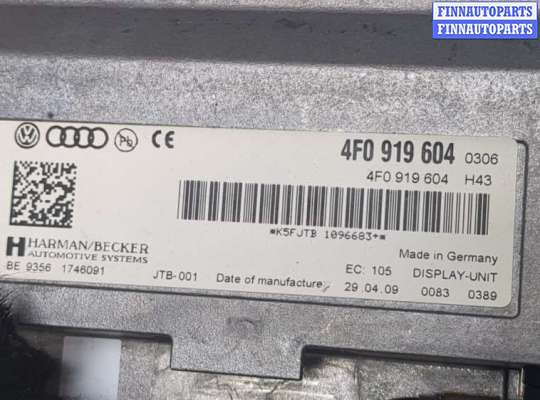 FINNAUTOPARTS
FINNAUTOPARTS
Pb CE 4F0 919 604 0306
4F0 919 604 H43
*K5FJTB 1096683+*
HARMAN/BECKER
AUTOMOTIVE SYSTEMS
Made in Germany
BE 9356 1746091 JTB-001 Date of manufacture: EC: 105 DISPLAY-UNIT
29.04.09 0083 0389